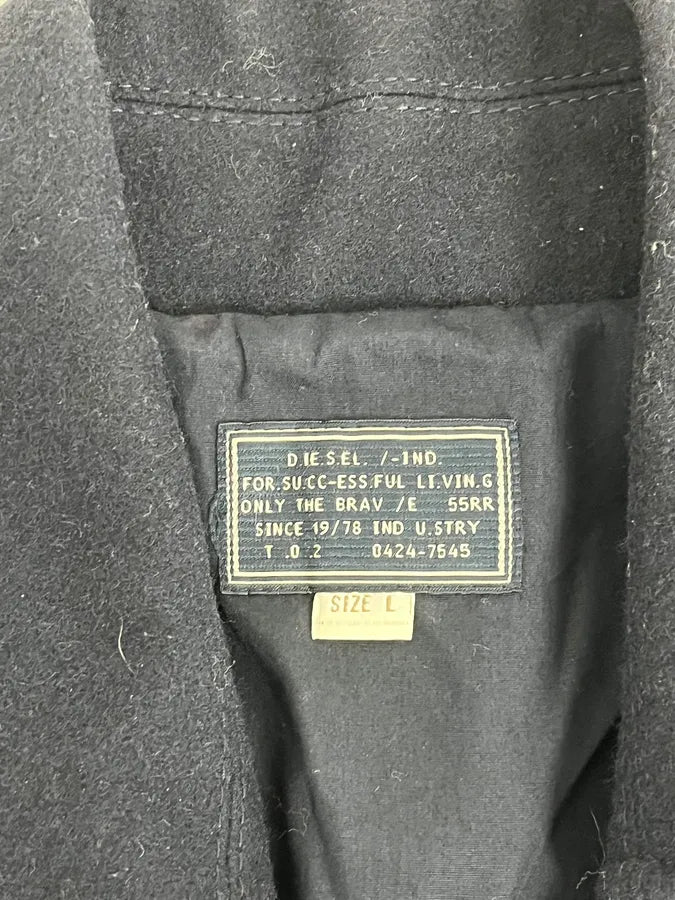 D.IE.S.EL. /-IND.
FOR.SU.CC-ESS.FUL LI.VIN.G
ONLY THE BRAV /E 55RR
SINCE 19/78 IND U.STRY
T .O .2 0424-7545
SIZE L